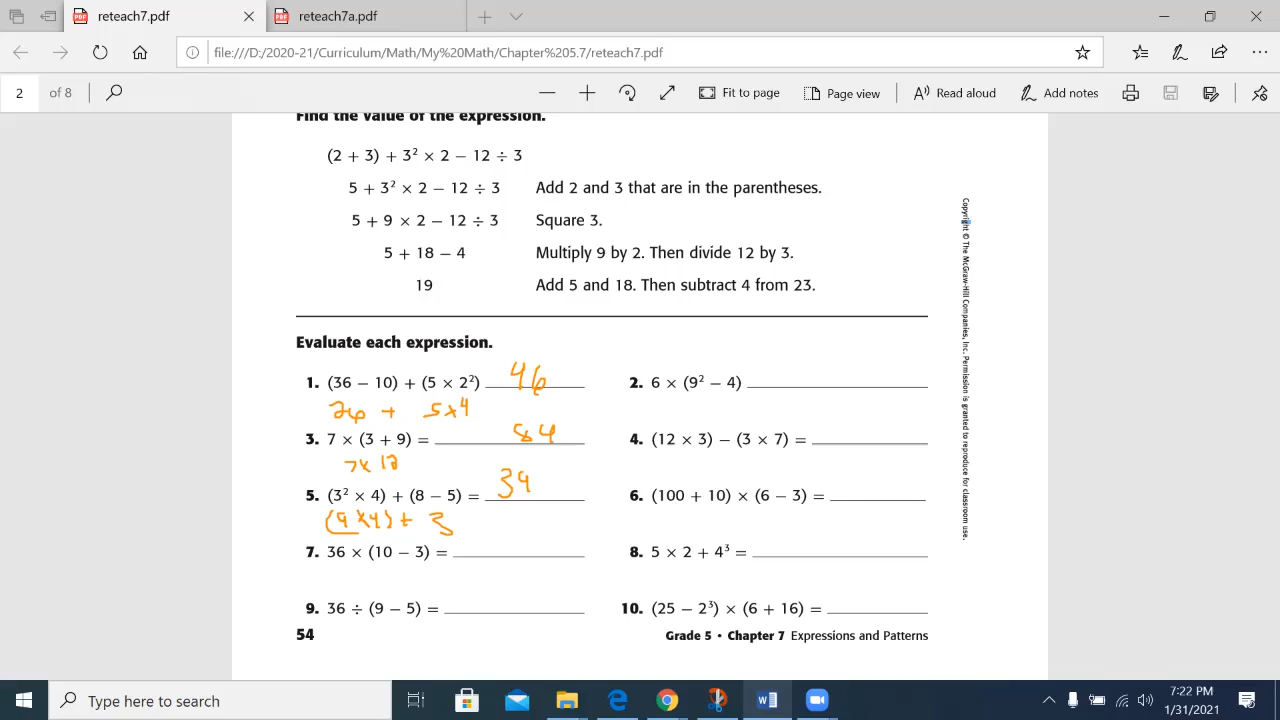 reteach7.pdf
reteach7.pdf
file:///D:/2020-21/Curriculum/Math/My%20Math/Chapter%205.7/reteach7.pdf
2 of 8 Fit to page Page view Read aloud Add notes
Find the value of the expression.
(2 + 3) + 3² × 2 − 12 ÷ 3
5 + 3² × 2 − 12 ÷ 3 Add 2 and 3 that are in the parentheses.
5 + 9 × 2 − 12 ÷ 3 Square 3.
5 + 18 − 4 Multiply 9 by 2. Then divide 12 by 3.
19 Add 5 and 18. Then subtract 4 from 23.
Copyright © The McGraw-Hill Companies, Inc. Permission is granted to reproduce for classroom use.
Evaluate each expression.
1. (36 − 10) + (5 × 2²) 46
26 + 5x4
2. 6 × (9² − 4)
3. 7 × (3 + 9) = 84
7x 12
4. (12 × 3) − (3 × 7) =
5. (3² × 4) + (8 − 5) = 39
(9 x4) + 3
6. (100 + 10) × (6 − 3) =
7. 36 × (10 − 3) =
8. 5 × 2 + 4³ =
9. 36 ÷ (9 − 5) =
10. (25 − 2³) × (6 + 16) =
54 Grade 5 • Chapter 7 Expressions and Patterns
Type here to search
7:22 PM
1/31/2021